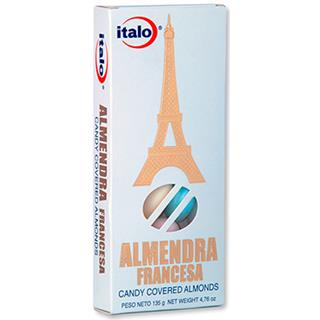 italo
ALMENDRA
FRANCESA
CANDY COVERED ALMONDS
PESO NETO 135 g NET WEIGHT 4,76 oz
italo
ALMENDRA FRANCESA
CANDY COVERED ALMONDS